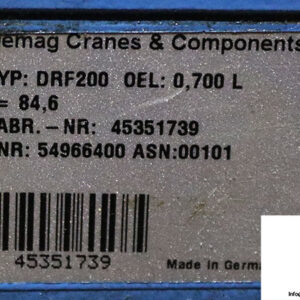 emag Cranes & Components
YP: DRF200 OEL: 0,700 L
= 84,6
ABR.-NR: 45351739
NR: 54966400 ASN:00101
45351739
Made in Germa